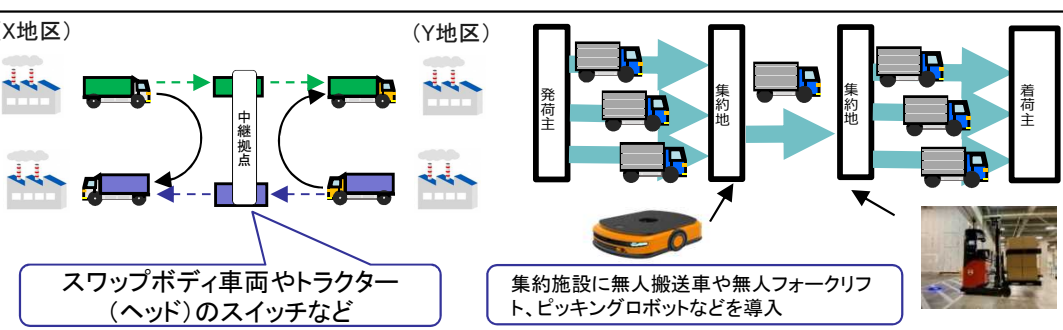 X地区）
（Y地区）
中継拠点
発荷主
集約地
集約地
着荷主
スワップボディ車両やトラクター
（ヘッド）のスイッチなど
集約施設に無人搬送車や無人フォークリフ
ト、ピッキングロボットなどを導入